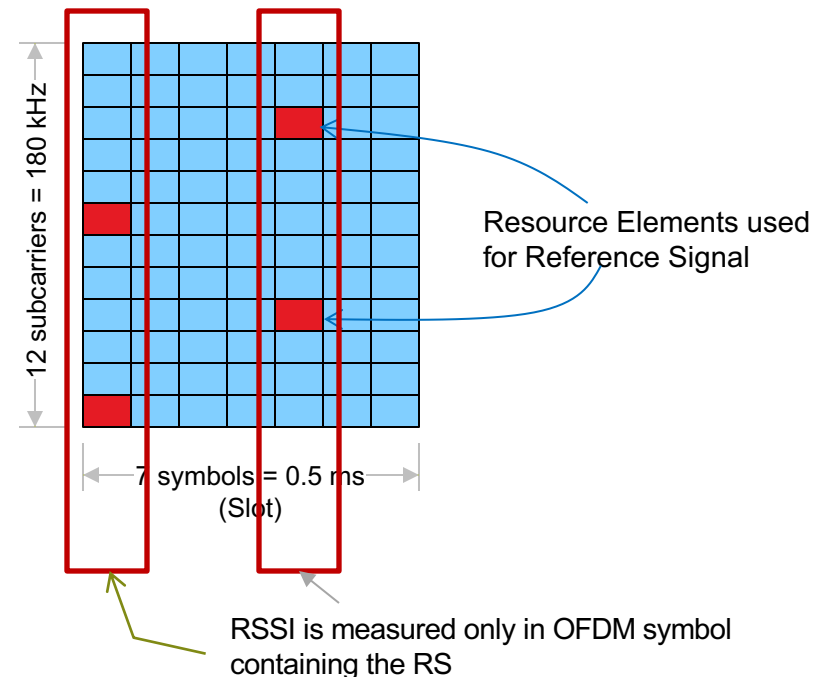 12 subcarriers = 180 kHz
Resource Elements used
for Reference Signal
7 symbols = 0.5 ms
(Slot)
RSSI is measured only in OFDM symbol
containing the RS